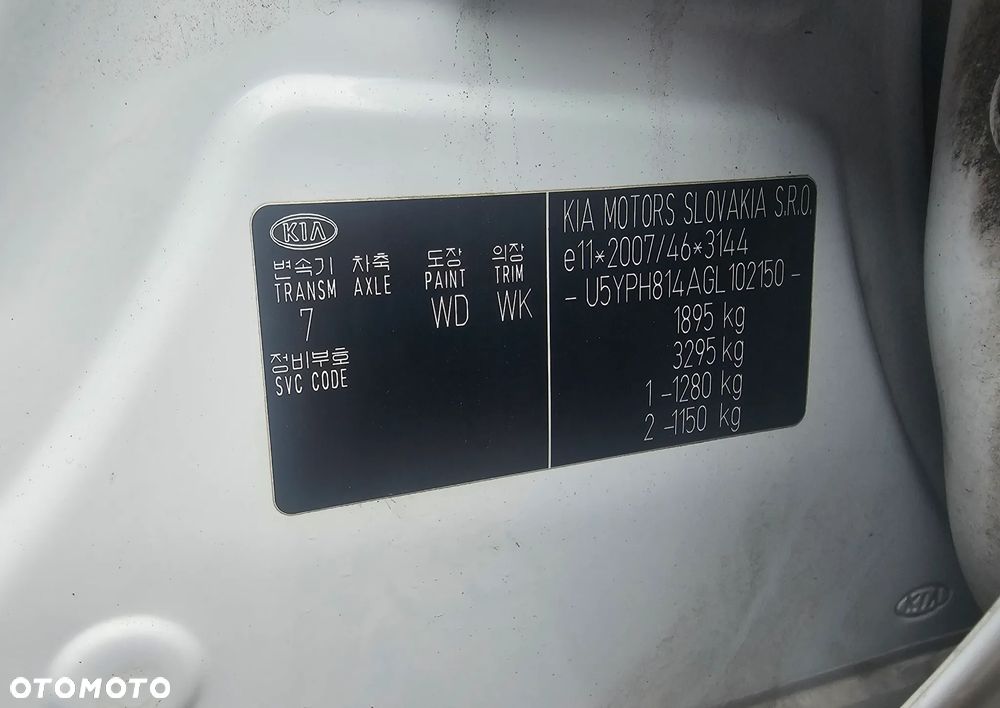 KIA
변속기 차축 도장 의장
TRANSM AXLE PAINT TRIM
7 WD WK
정비부호
SVC CODE
KIA MOTORS SLOVAKIA S.R.O.
e11*2007/46*3144
- U5YPH814AGL102150 -
1895 kg
3295 kg
1 -1280 kg
2 -1150 kg
KIA
OTOMOTO